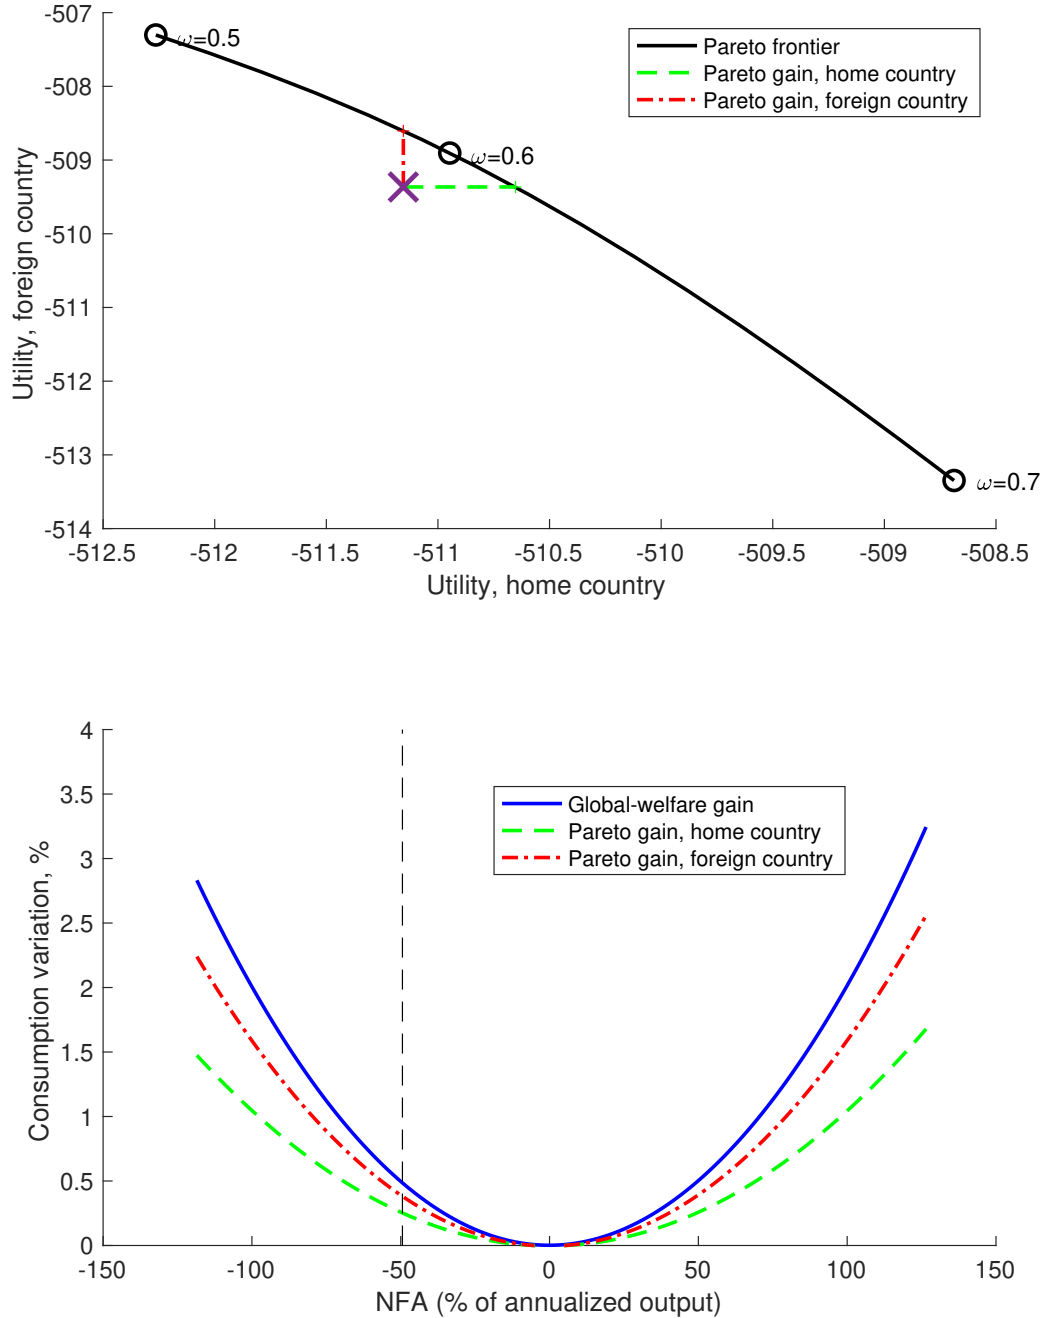 -507
-508
-509
-510
-511
-512
-513
-514
Utility, foreign country
ω=0.5
ω=0.6
ω=0.7
Pareto frontier
Pareto gain, home country
Pareto gain, foreign country
-512.5 -512 -511.5 -511 -510.5 -510 -509.5 -509 -508.5
Utility, home country
4
3.5
3
2.5
2
1.5
1
0.5
0
Consumption variation, %
Global-welfare gain
Pareto gain, home country
Pareto gain, foreign country
-150 -100 -50 0 50 100 150
NFA (% of annualized output)